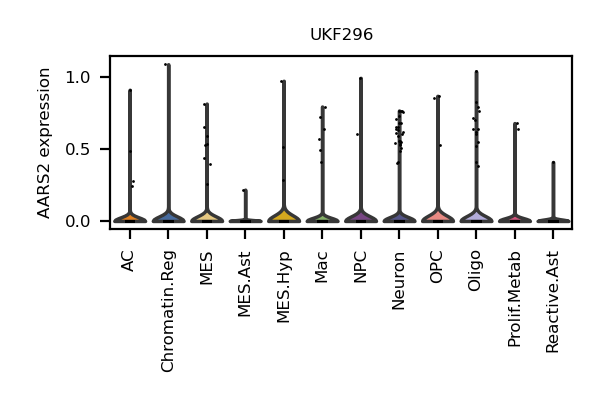 UKF296
AARS2 expression
1.0
0.5
0.0
AC
Chromatin.Reg
MES
MES.Ast
MES.Hyp
Mac
NPC
Neuron
OPC
Oligo
Prolif.Metab
Reactive.Ast